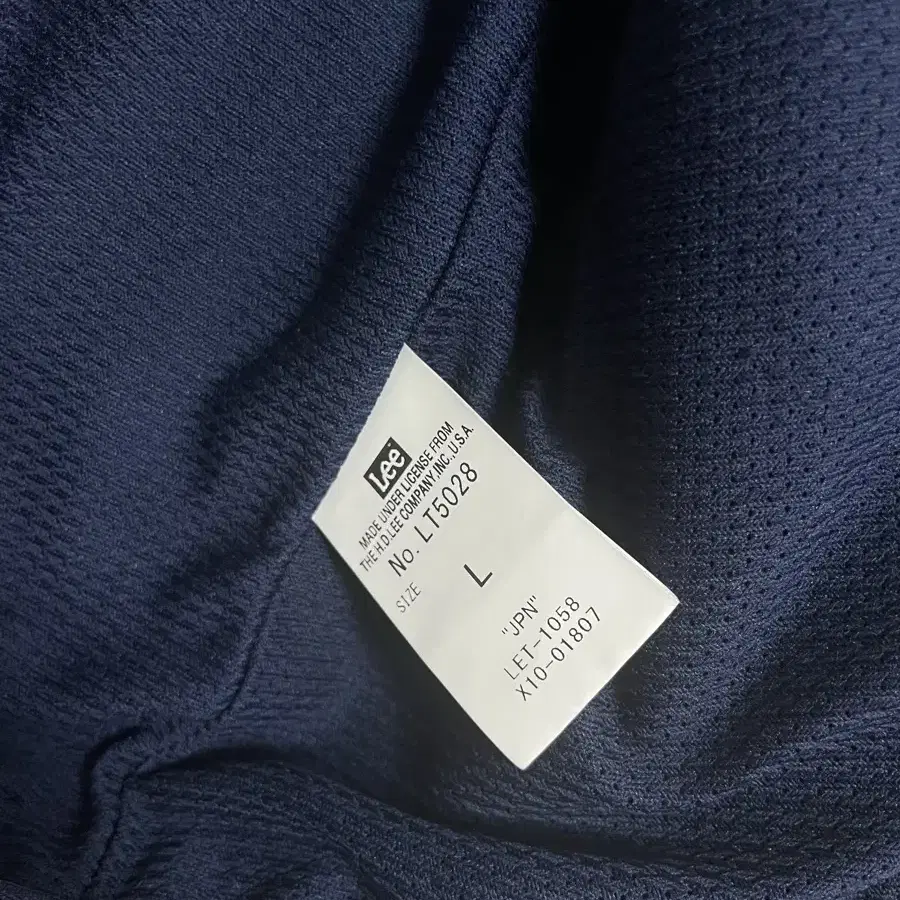 Lee
MADE UNDER LICENSE FROM
THE H.D.LEE COMPANY,INC.,U.S.A.
No. LT5028
SIZE L
"JPN"
LET-1058
X10-01807